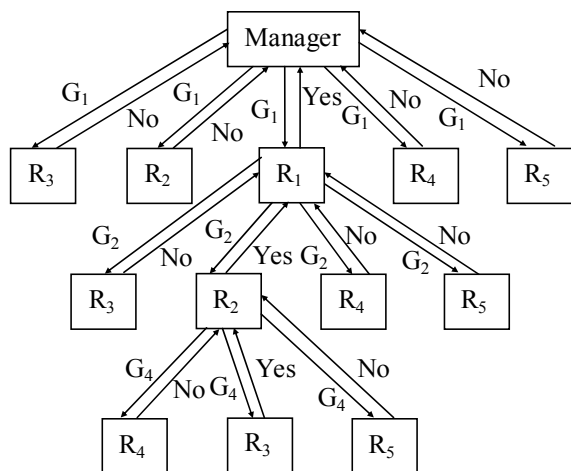 Manager
G₁ No G₁ No G₁ Yes G₁ No G₁ No
R₃ R₂ R₁ R₄ R₅
G₂ No G₂ Yes G₂ No G₂ No
R₃ R₂ R₄ R₅
G₄ No G₄ Yes G₄ No
R₄ R₃ R₅